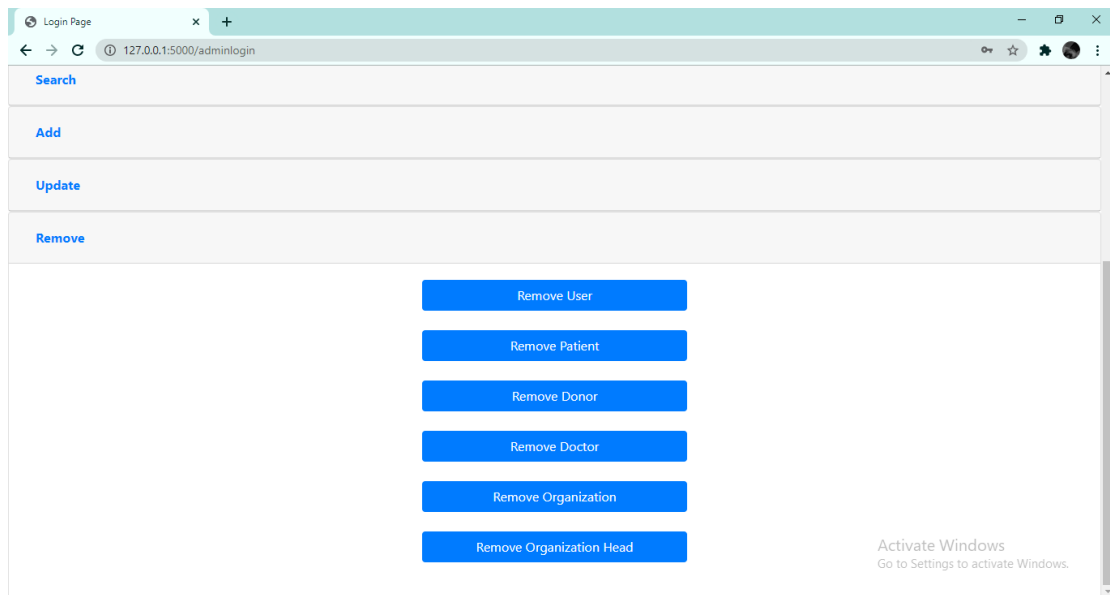 Login Page
127.0.0.1:5000/adminlogin
Search
Add
Update
Remove
Remove User
Remove Patient
Remove Donor
Remove Doctor
Remove Organization
Remove Organization Head
Activate Windows
Go to Settings to activate Windows.